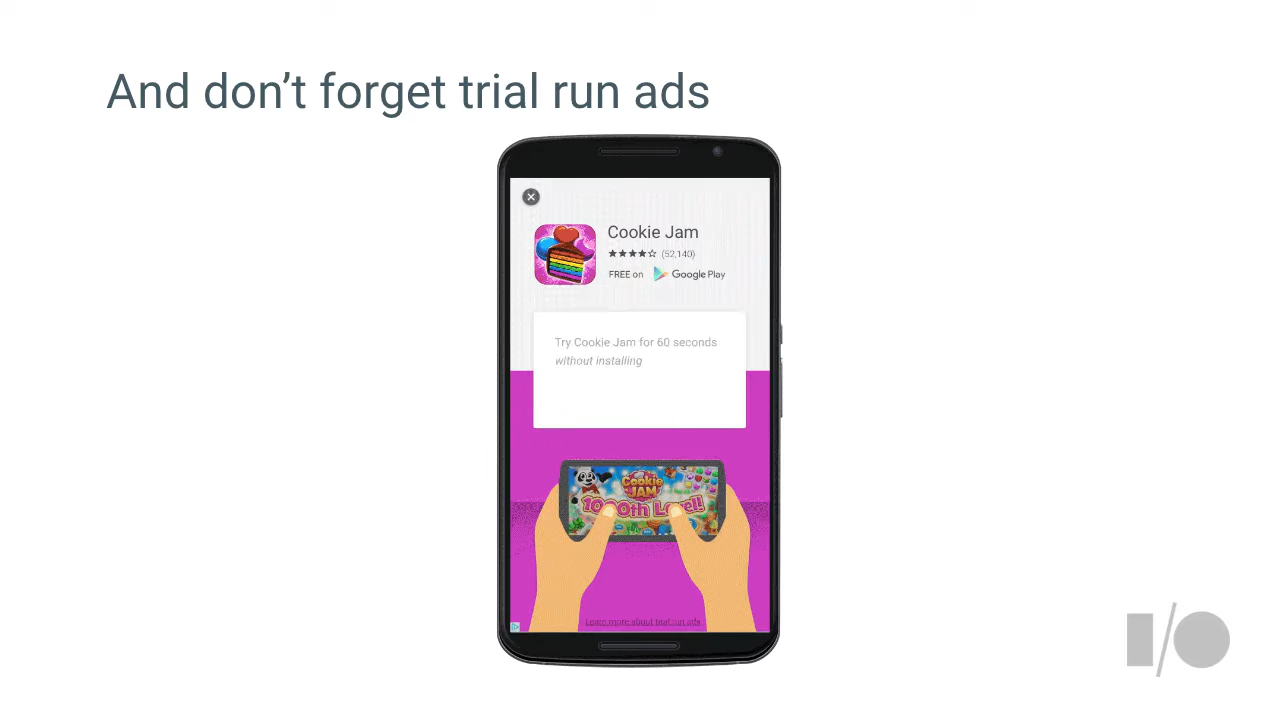 And don't forget trial run ads
Cookie Jam
★★★★☆ (52,140)
FREE on Google Play
Try Cookie Jam for 60 seconds
without installing
Cookie
JAM
1000th Level!
Learn more about trial run ads
I/O